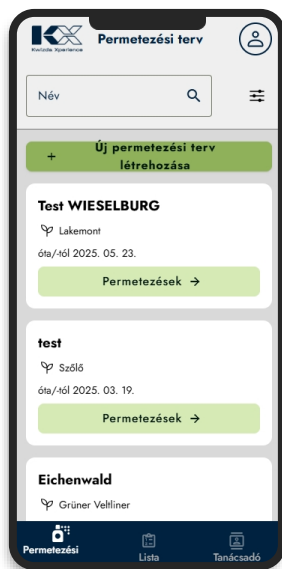 KX
Kwizda Xperience
Permetezési terv
Név
+ Új permetezési terv
létrehozása
Test WIESELBURG
Lakemont
óta/-tól 2025. 05. 23.
Permetezések →
test
Szőlő
óta/-tól 2025. 03. 19.
Permetezések →
Eichenwald
Grüner Veltliner
Permetezési
Lista
Tanácsadó